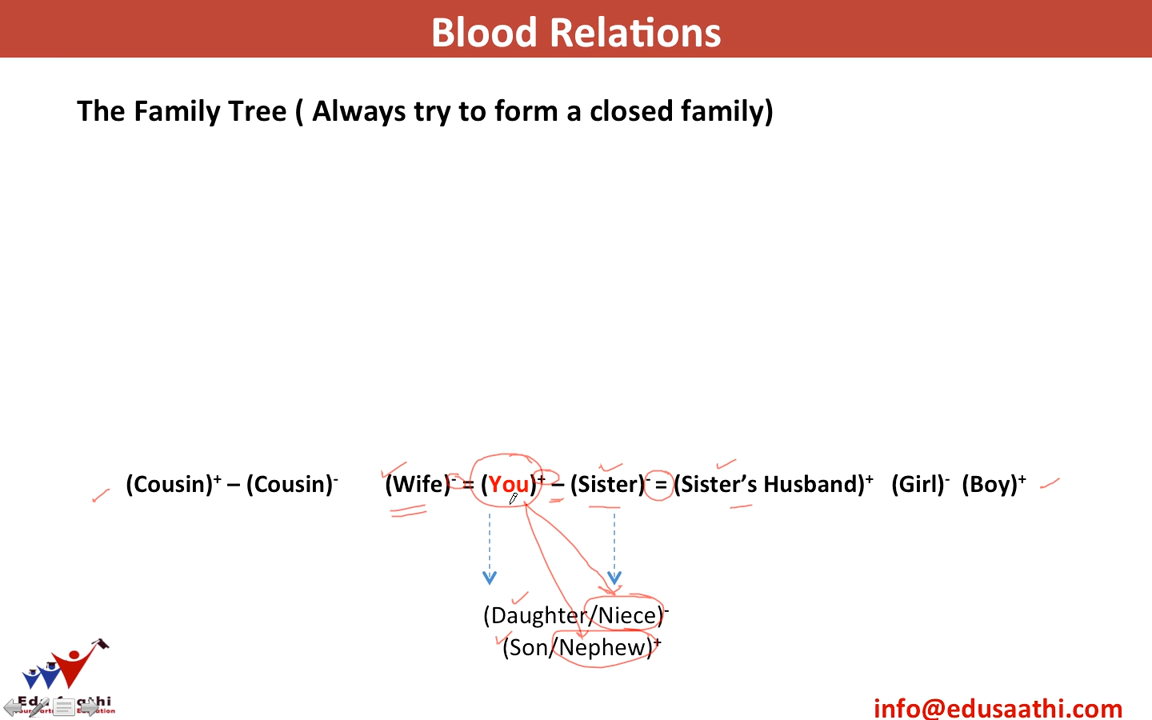 Blood Relations
The Family Tree ( Always try to form a closed family)
(Cousin)⁺ – (Cousin)⁻ (Wife)⁻ = (You)⁺ – (Sister)⁻ = (Sister’s Husband)⁺ (Girl)⁻ (Boy)⁺
(Daughter/Niece)⁻
(Son/Nephew)⁺
info@edusaathi.com